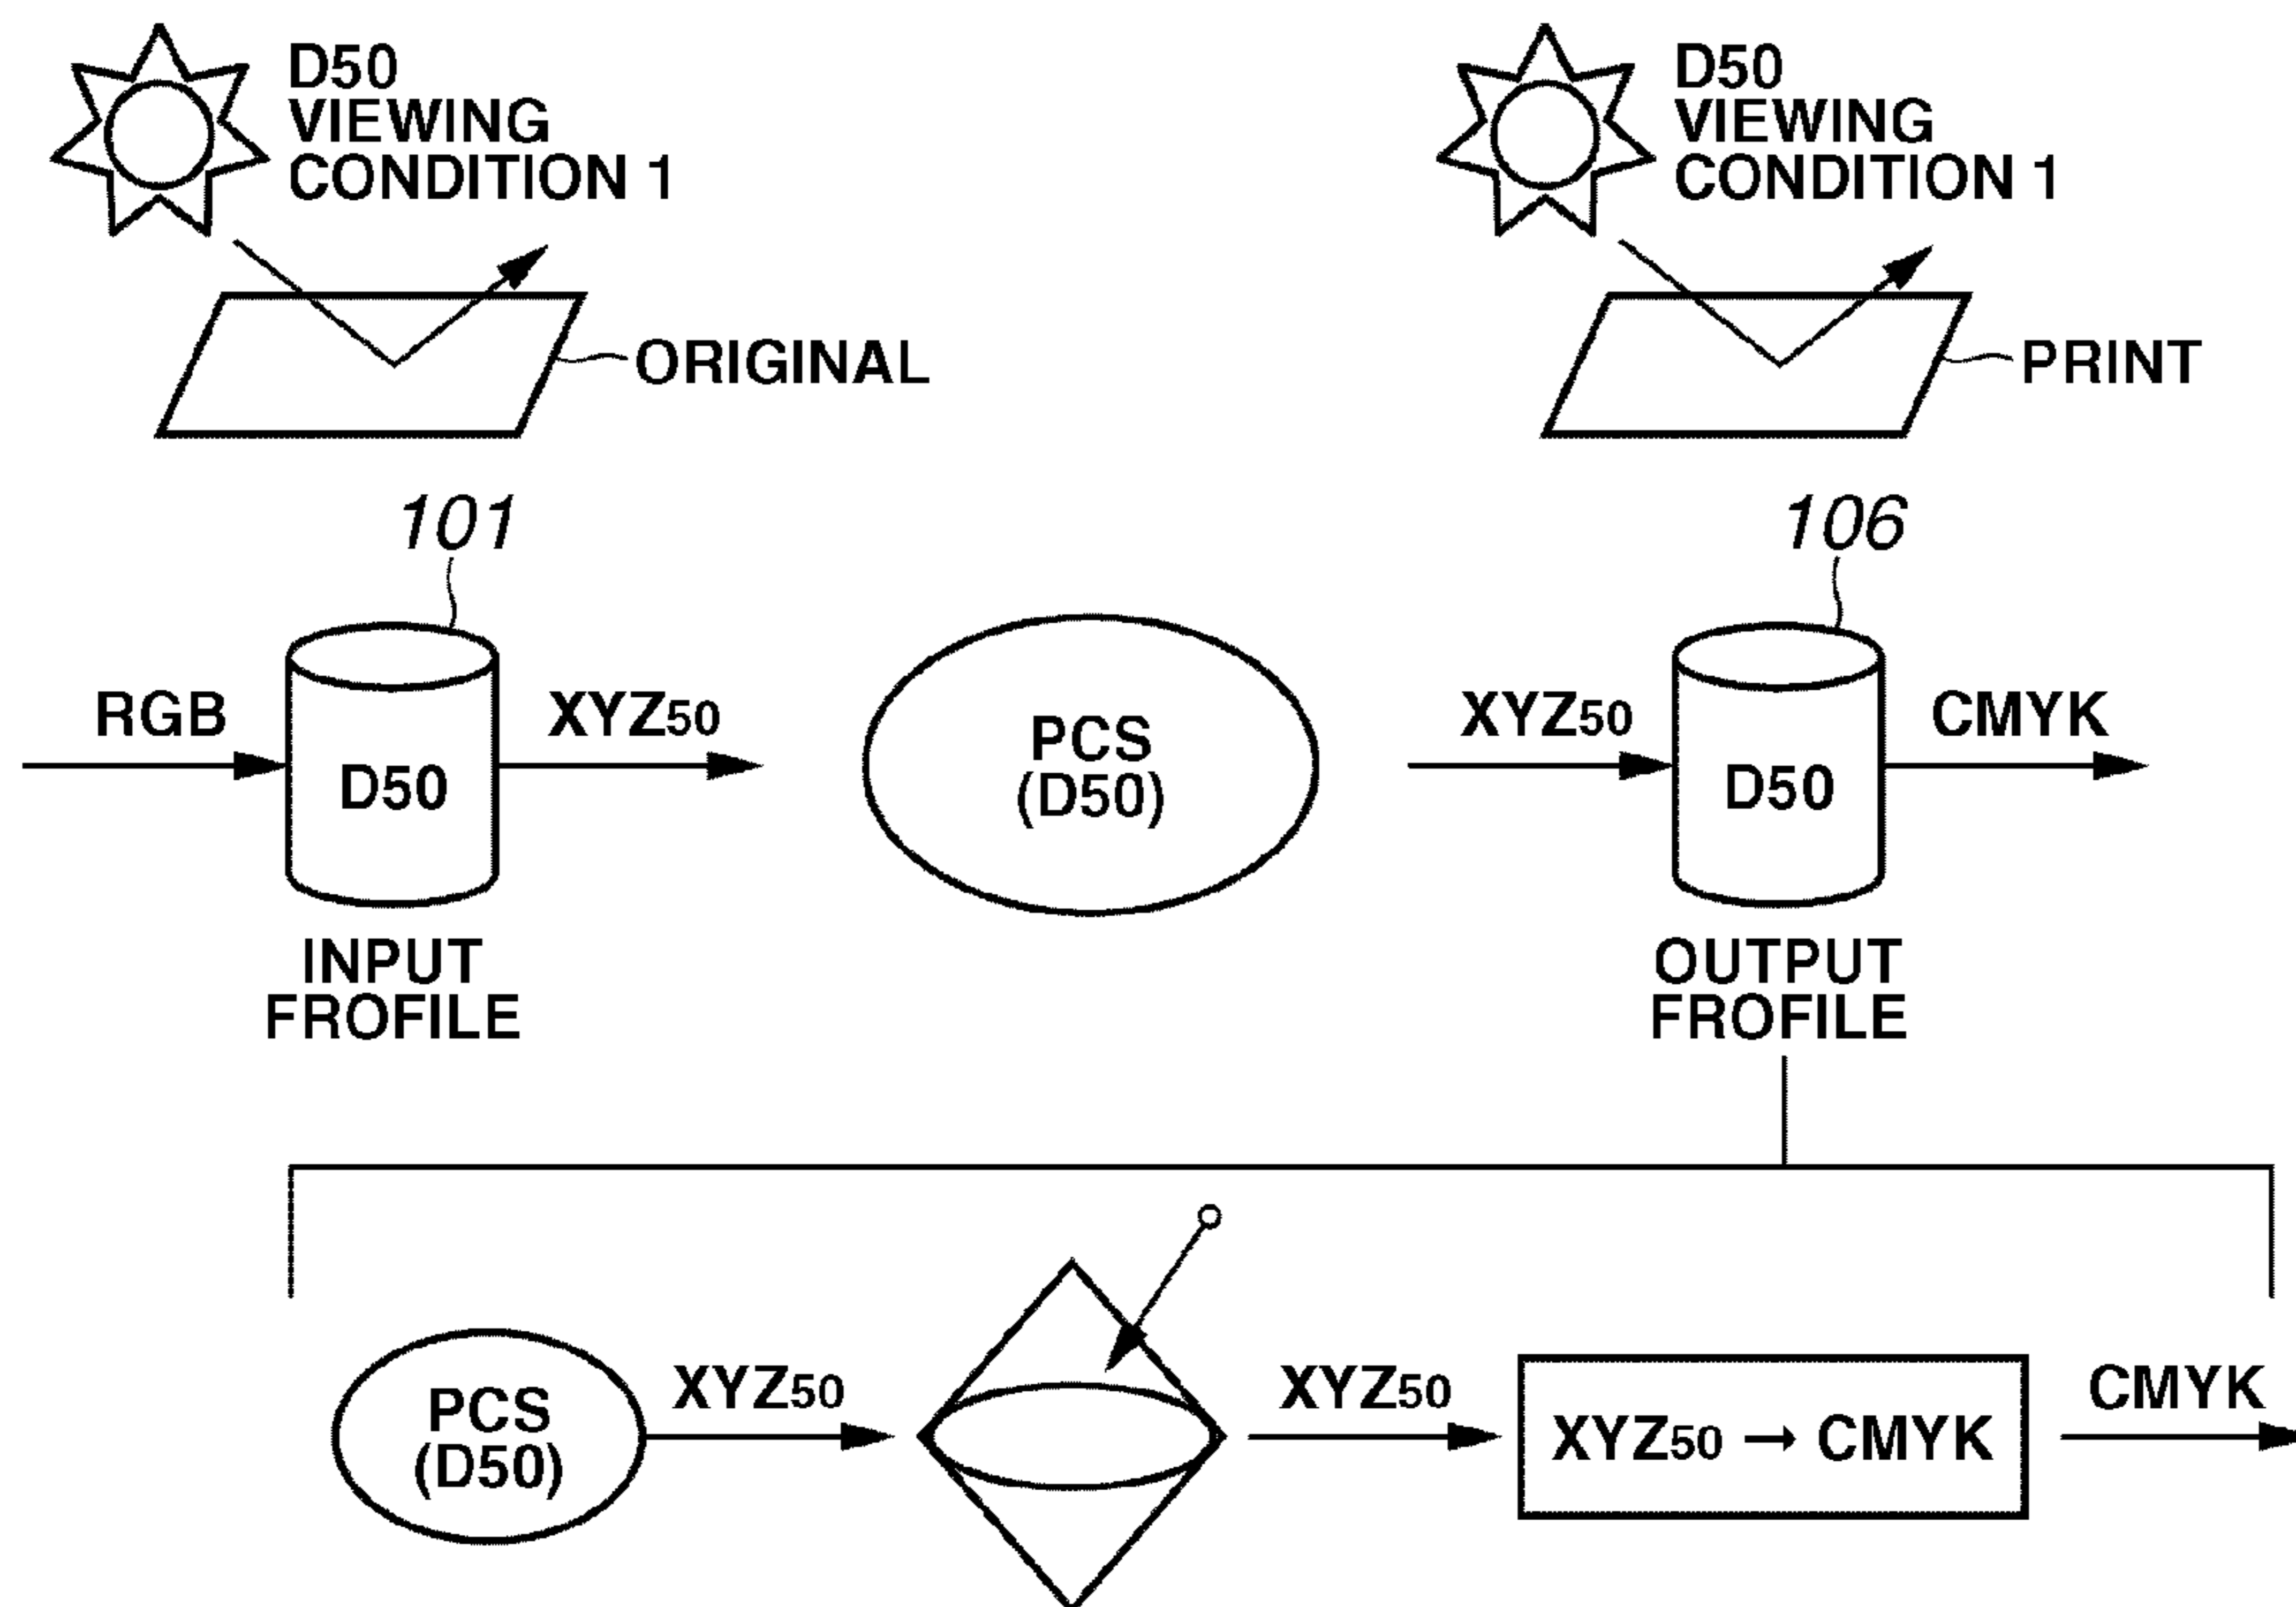 D50
VIEWING
CONDITION 1
ORIGINAL
D50
VIEWING
CONDITION 1
PRINT
101
106
RGB
D50
XYZ50
PCS
(D50)
XYZ50
D50
CMYK
INPUT
FROFILE
OUTPUT
FROFILE
PCS
(D50)
XYZ50
XYZ50
XYZ50 → CMYK
CMYK